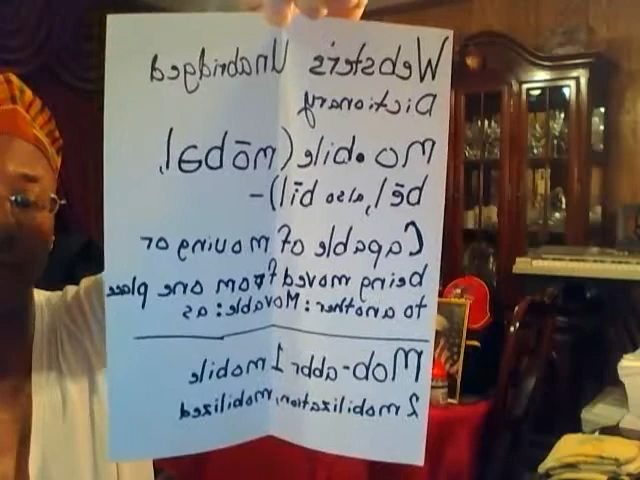 Webster's Unabridged
Dictionary
Mo•bile (mōbəl,
bēl, also bīl)-
Capable of moving or
being moved from one place
to another: Movable: as
Mob-abbr 1 mobile
2 mobilization, mobilized